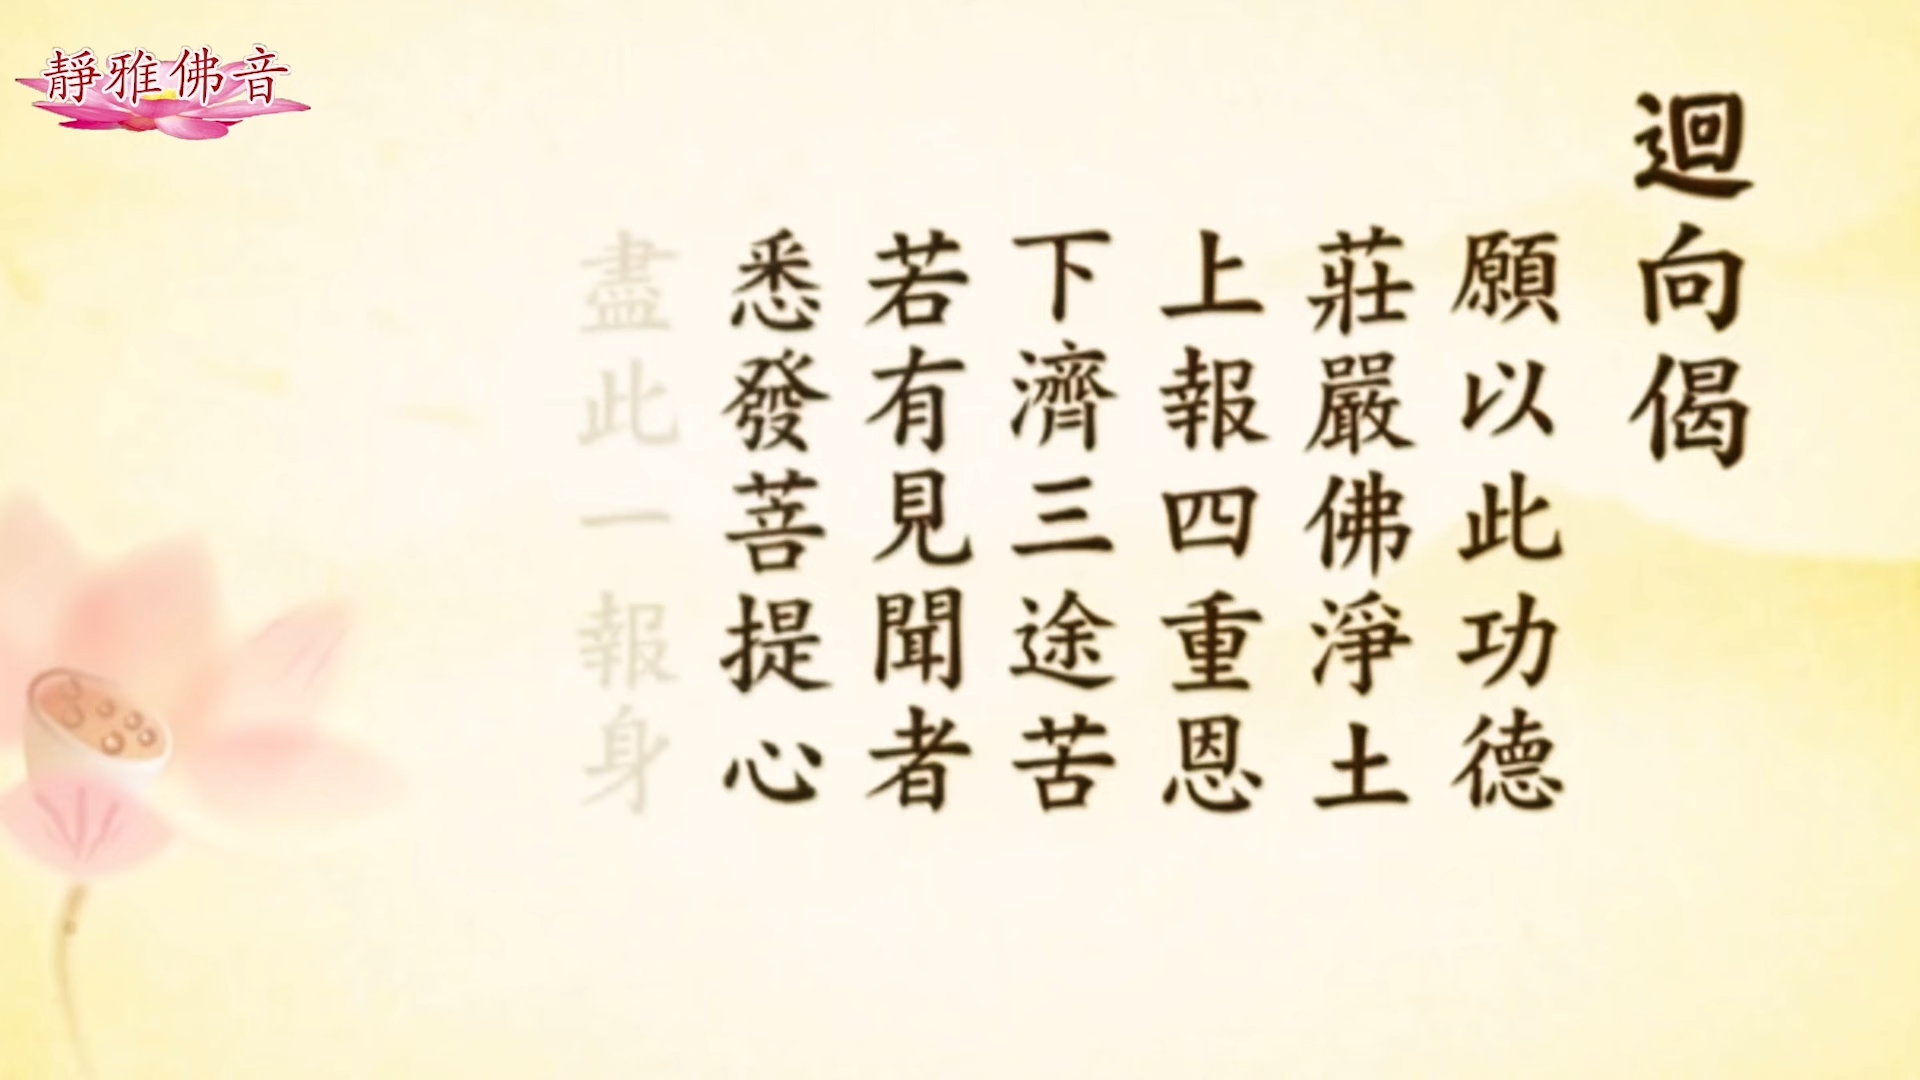 靜雅佛音
迴向偈
願以此功德
莊嚴佛淨土
上報四重恩
下濟三途苦
若有見聞者
悉發菩提心
盡此一報身